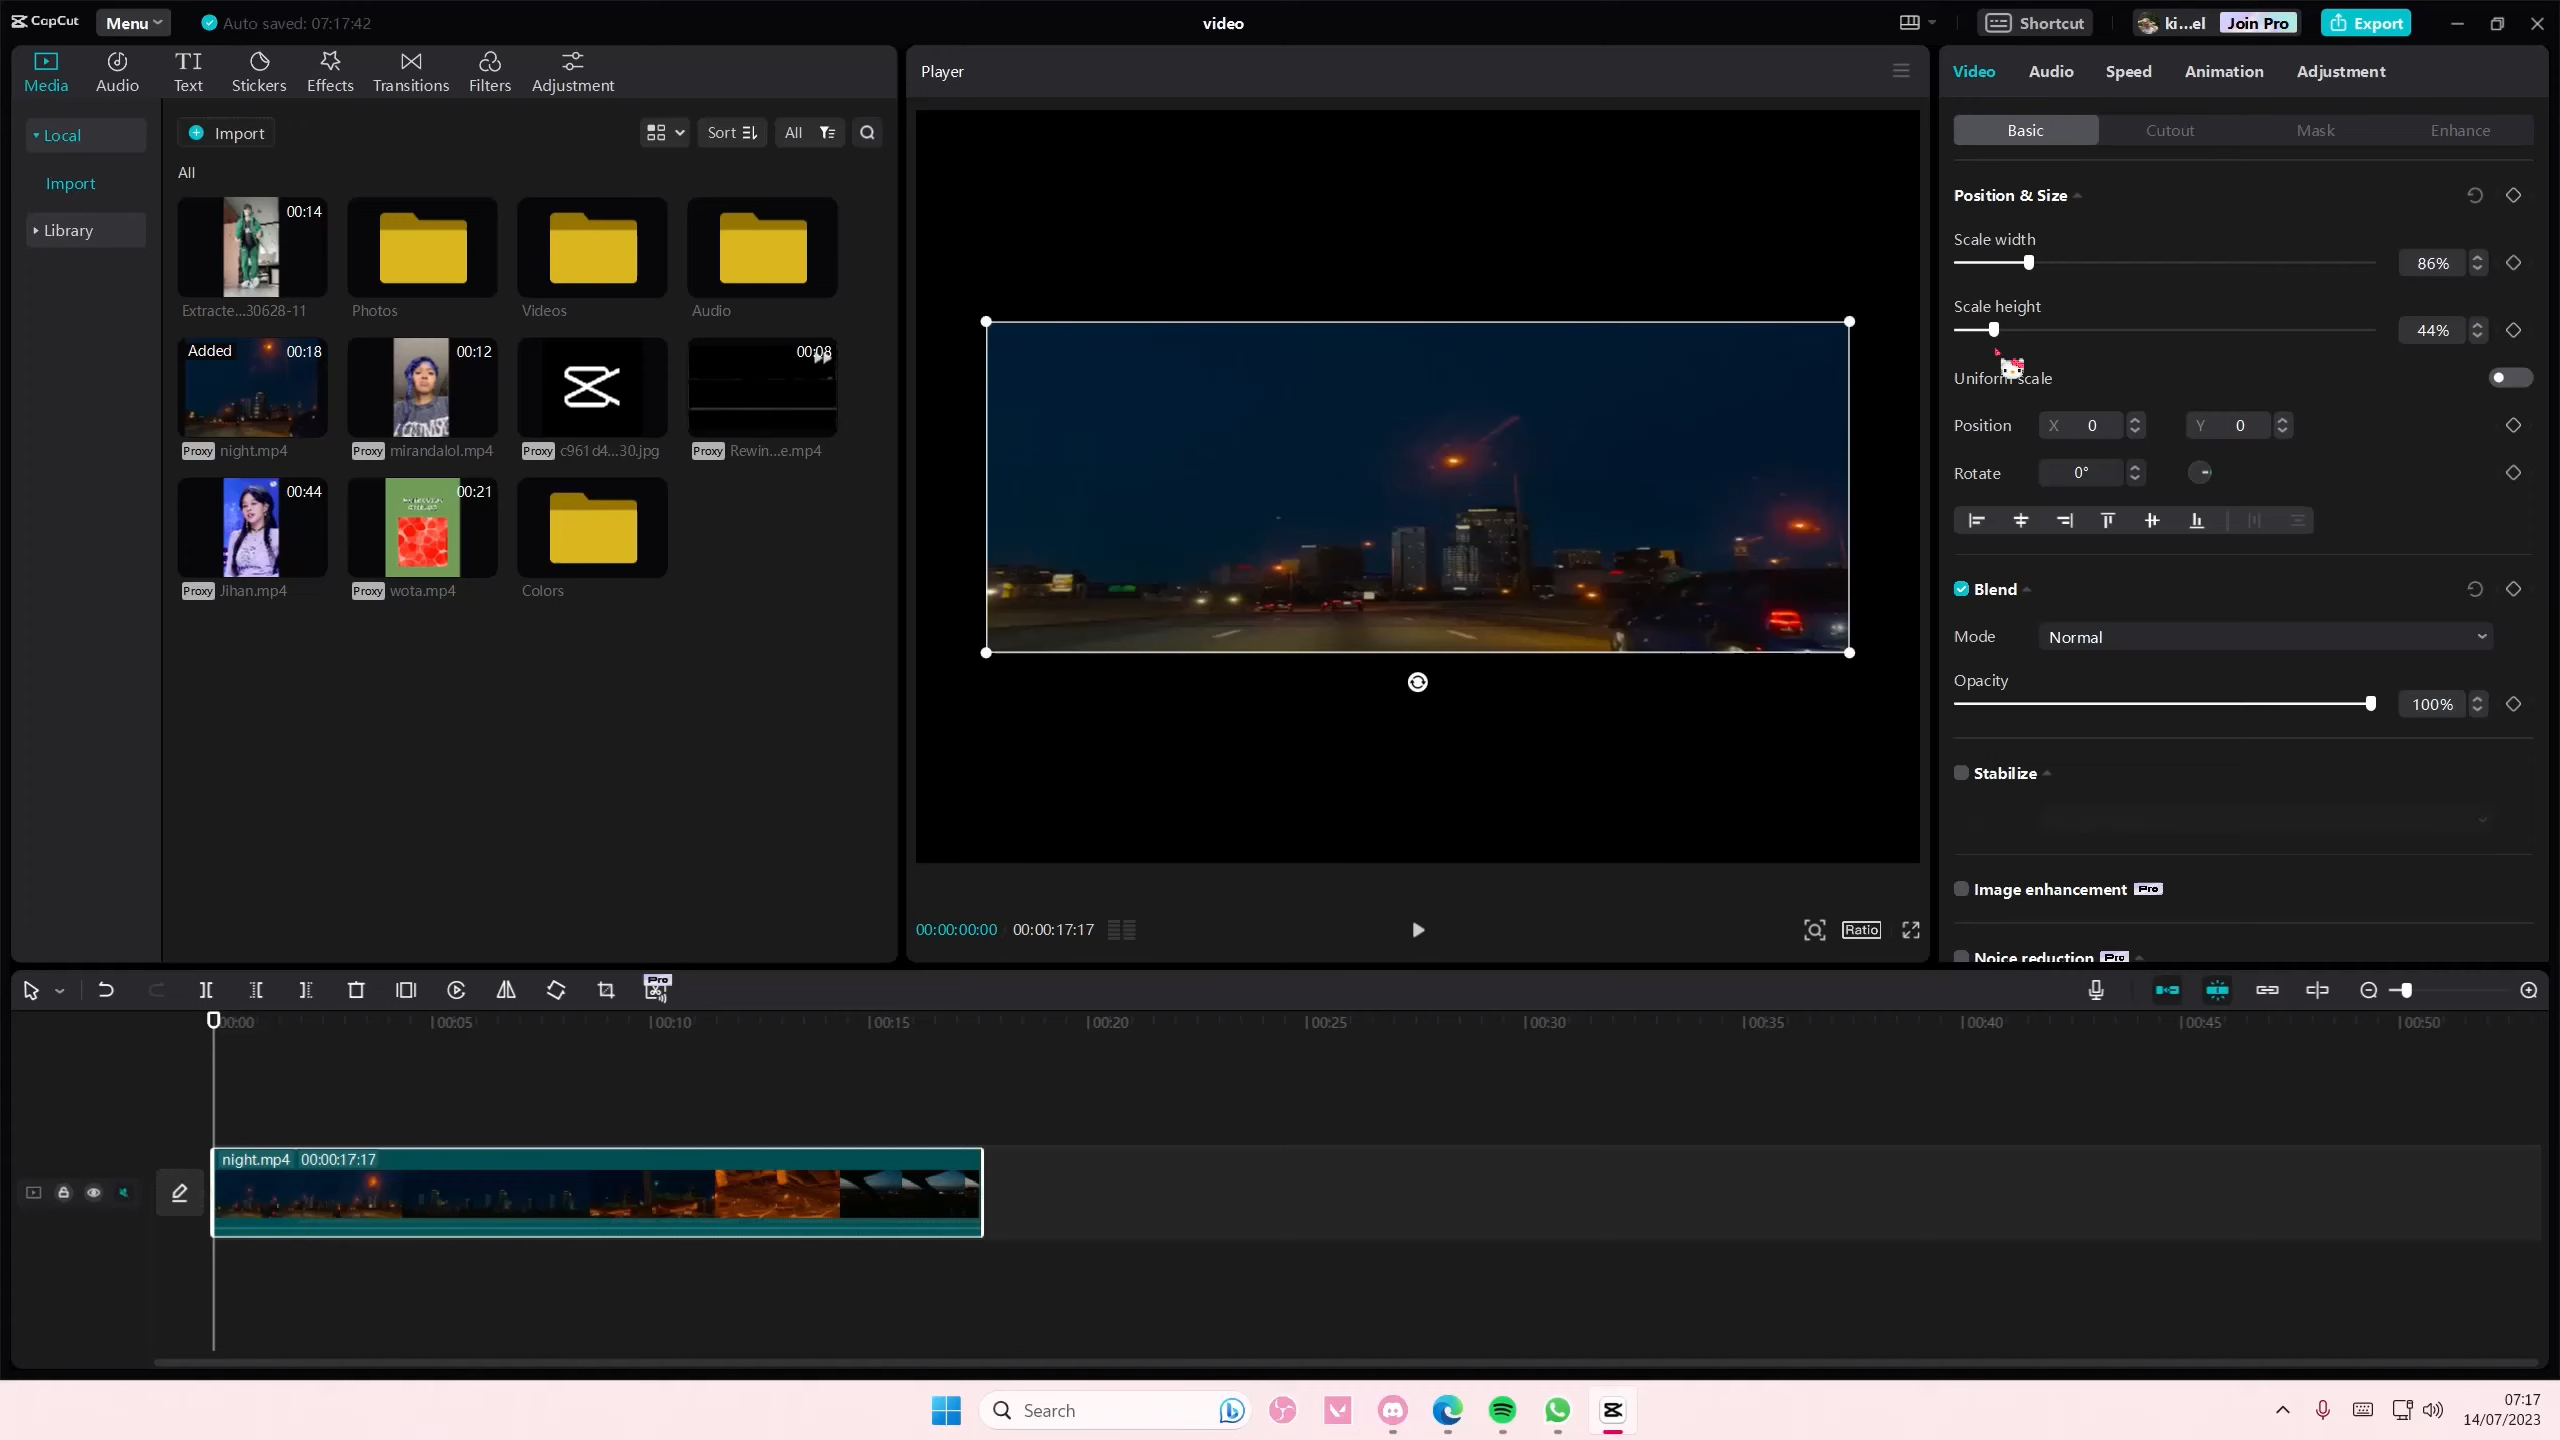 CapCut
Menu
Auto saved: 07:17:42
video
Shortcut
ki...el
Join Pro
Export
Media
Audio
Text
Stickers
Effects
Transitions
Filters
Adjustment
Player
Video
Audio
Speed
Animation
Adjustment
Local
Import
Library
Import
Sort
All
All
00:14
Extracte...30628-11
Photos
Videos
Audio
Added
00:18
00:12
00:08
Proxy night.mp4
Proxy mirandalol.mp4
Proxy c961d4...30.jpg
Proxy Rewin...e.mp4
00:44
00:21
Proxy Jihan.mp4
Proxy wota.mp4
Colors
00:00:00:00
00:00:17:17
Ratio
Basic
Cutout
Mask
Enhance
Position & Size
Scale width
86%
Scale height
44%
Uniform scale
Position
X 0
Y 0
Rotate
0°
Blend
Mode
Normal
Opacity
100%
Stabilize
Image enhancement Pro
Noice reduction Pro
Pro
00:00
00:05
00:10
00:15
00:20
00:25
00:30
00:35
00:40
00:45
00:50
night.mp4 00:00:17:17
Search
07:17
14/07/2023